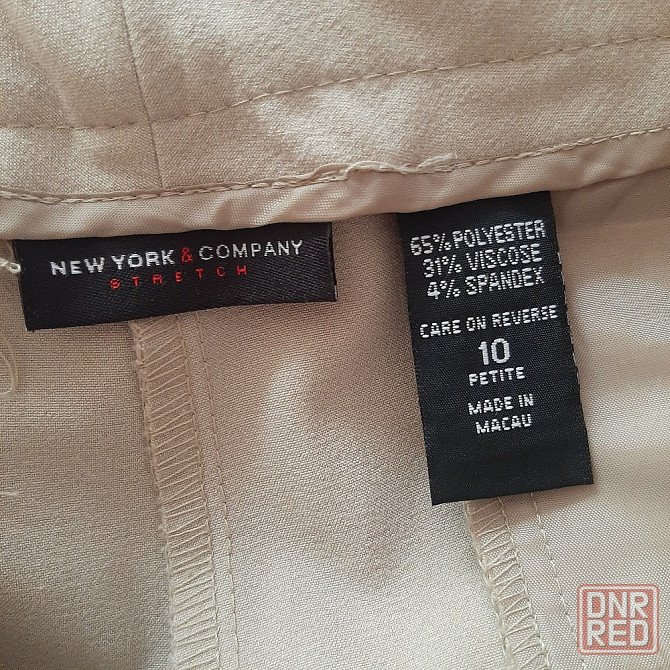 NEW YORK & COMPANY
STRETCH
65% POLYESTER
31% VISCOSE
4% SPANDEX
CARE ON REVERSE
10
PETITE
MADE IN
MACAU
DNR
RED